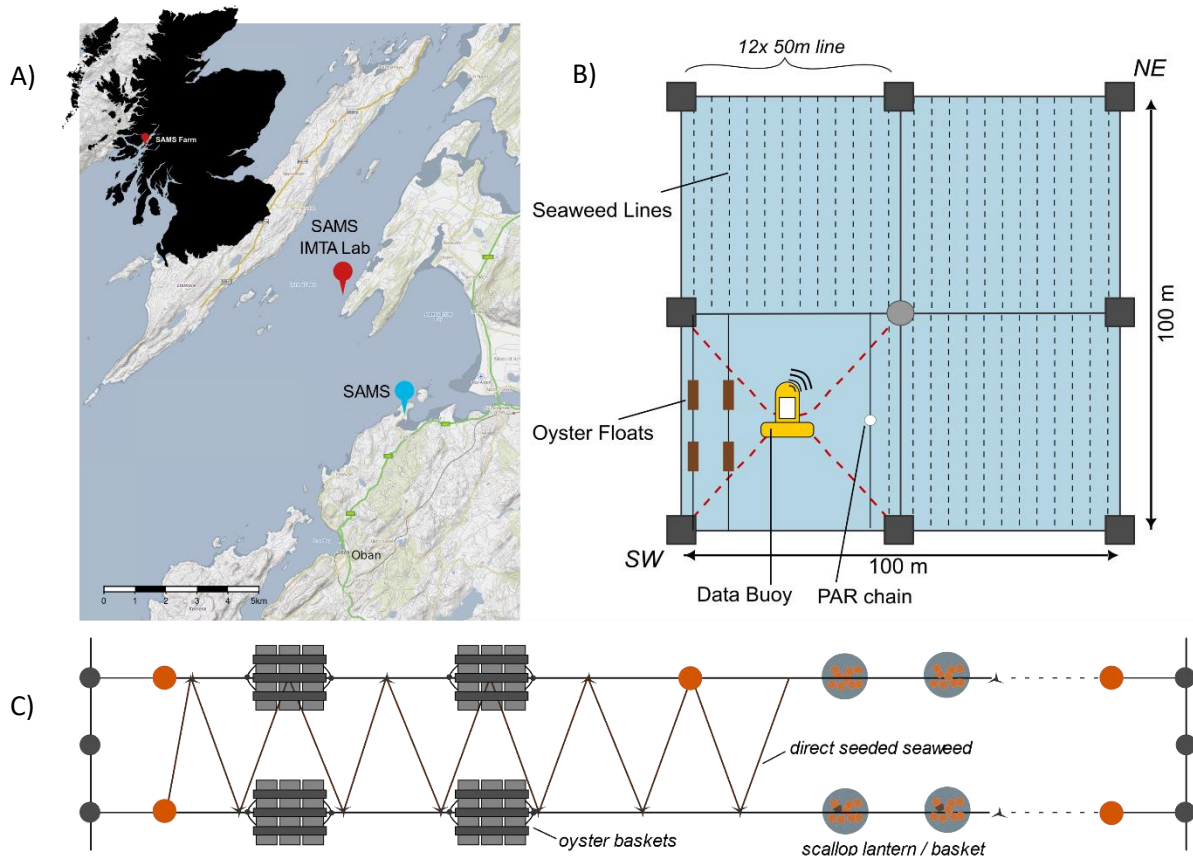 A)
SAMS Farm
SAMS
IMTA Lab
SAMS
Oban
0 1 2 3 4 5km
B)
12x 50m line
NE
Seaweed Lines
100 m
Oyster Floats
SW
100 m
Data Buoy
PAR chain
C)
direct seeded seaweed
oyster baskets
scallop lantern / basket